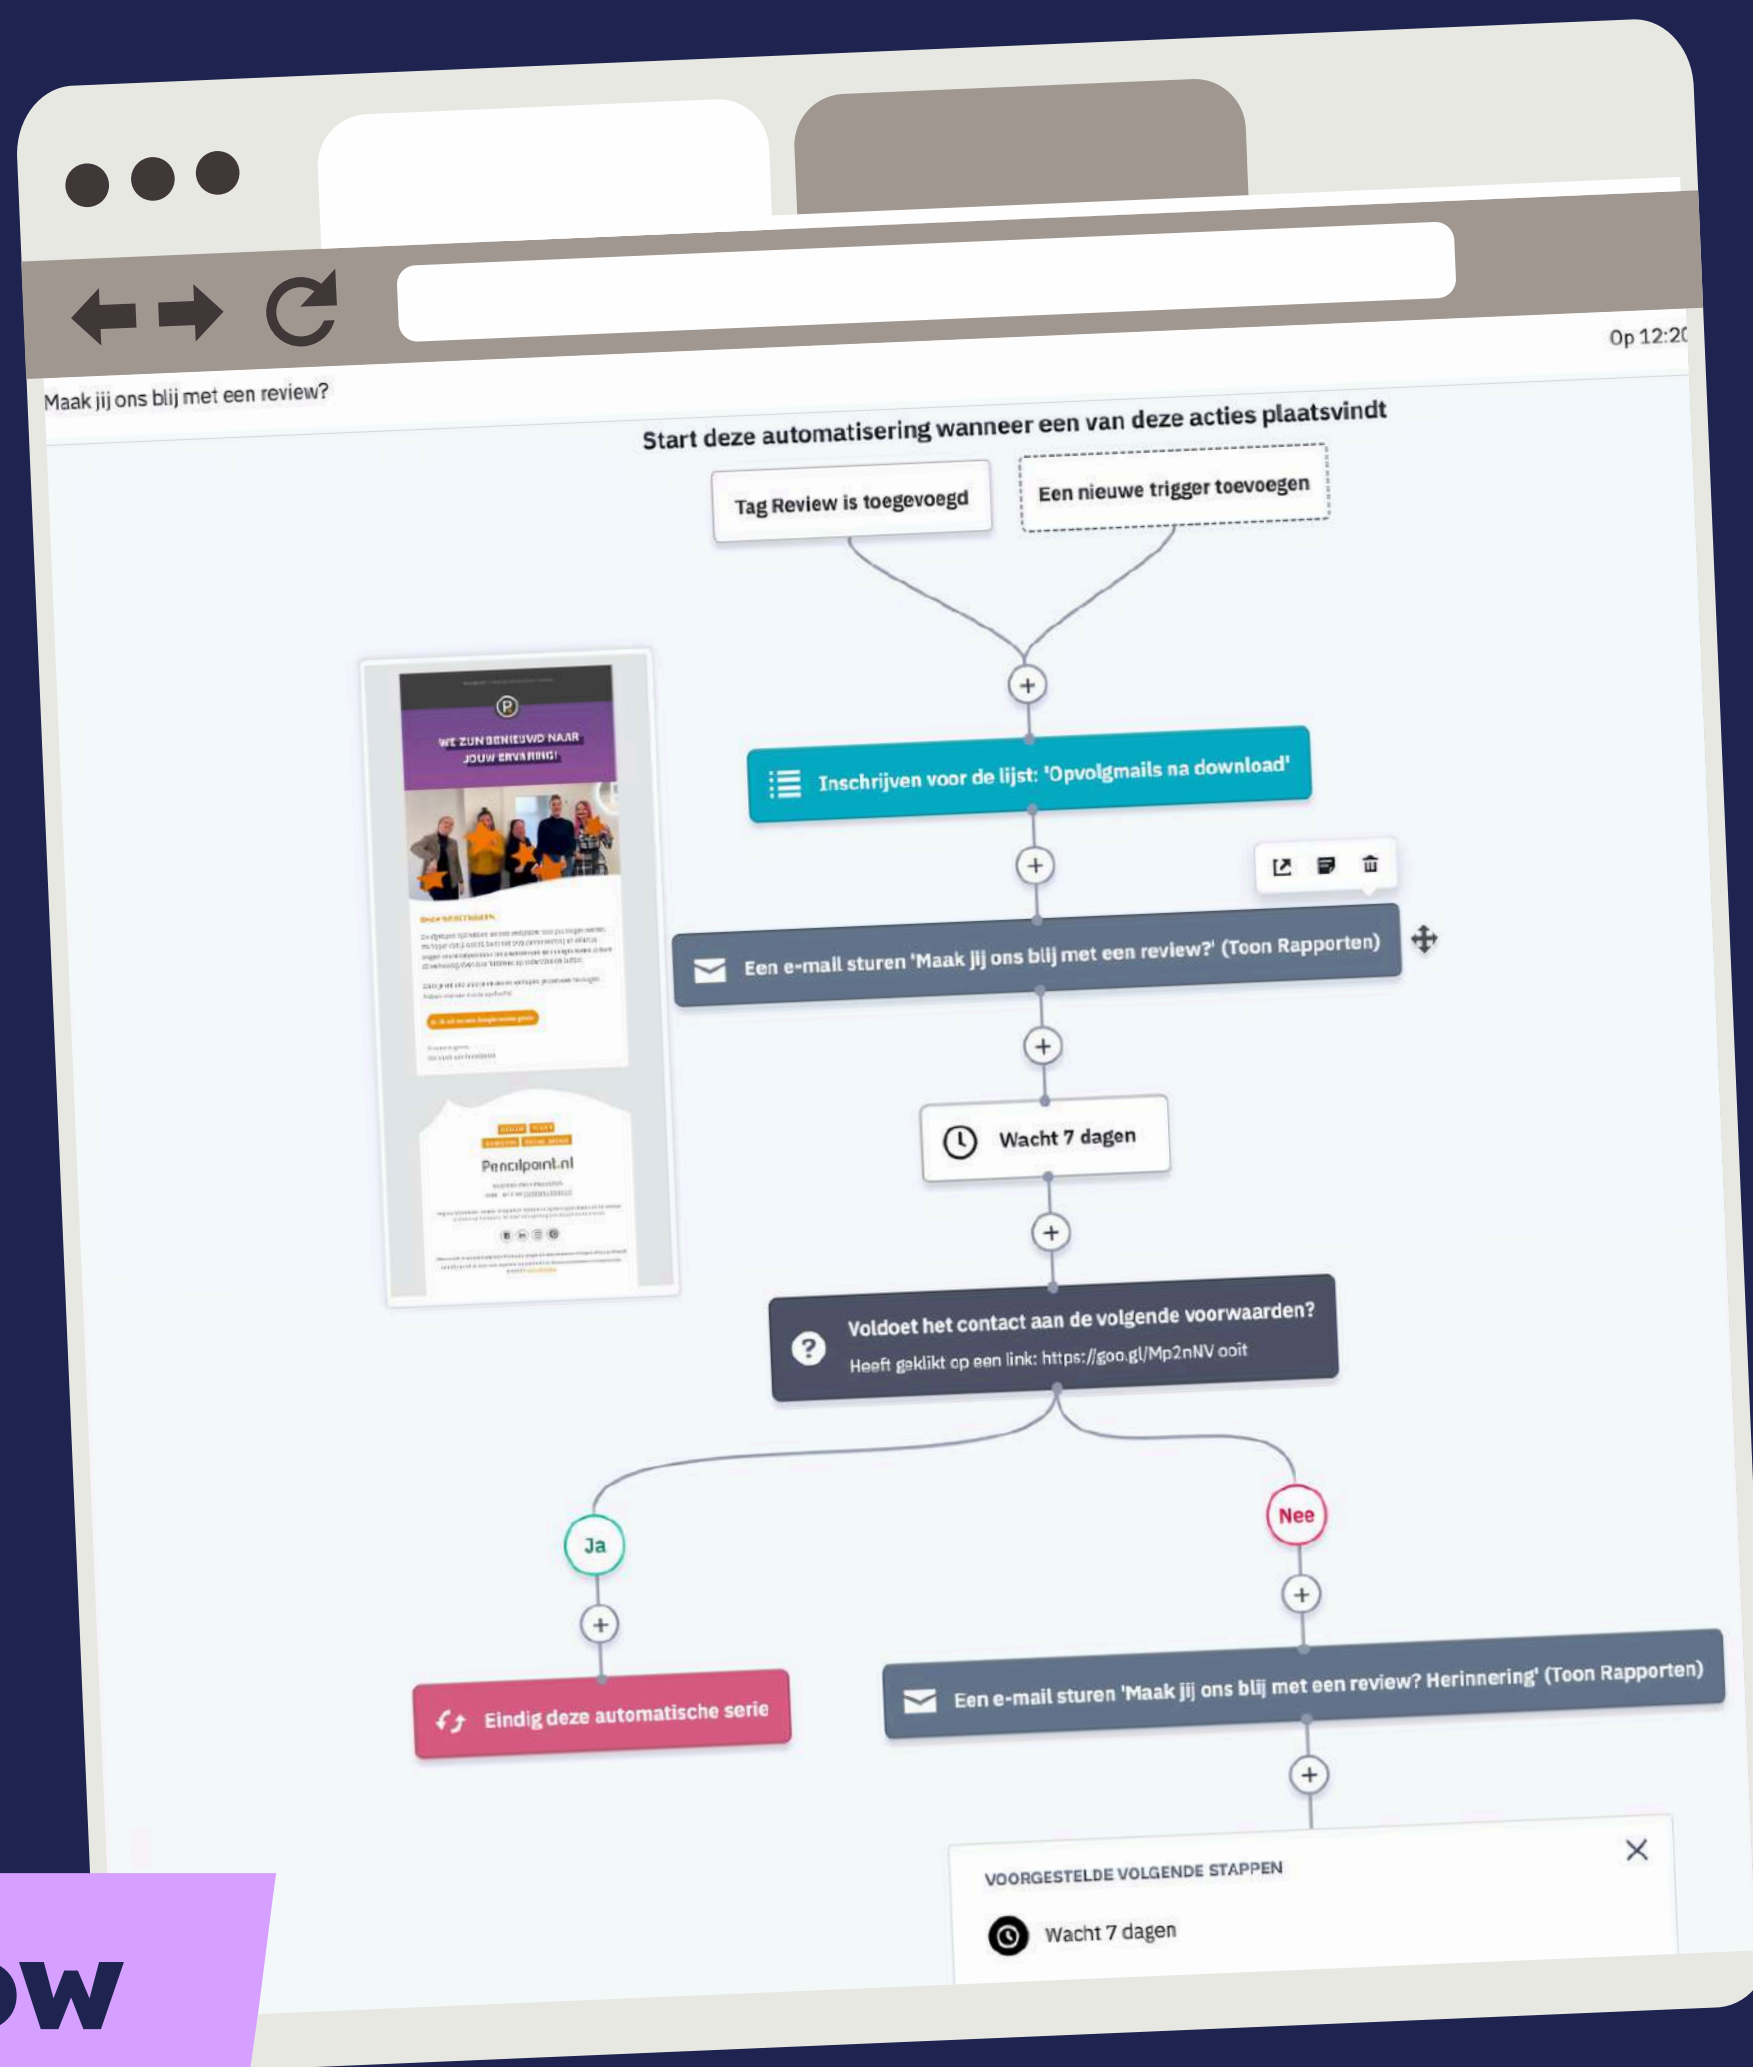 Op 12:20
Maak jij ons blij met een review?
Start deze automatisering wanneer een van deze acties plaatsvindt
Tag Review is toegevoegd
Een nieuwe trigger toevoegen
WE ZIJN BENIEUWD NAAR
JOUW ERVARING!
Inschrijven voor de lijst: 'Opvolgmails na download'
Een e-mail sturen 'Maak jij ons blij met een review?' (Toon Rapporten)
Wacht 7 dagen
Pencilpoint.nl
Voldoet het contact aan de volgende voorwaarden?
Heeft geklikt op een link: https://goo.gl/Mp2nNV ooit
Ja
Nee
Eindig deze automatische serie
Een e-mail sturen 'Maak jij ons blij met een review? Herinnering' (Toon Rapporten)
VOORGESTELDE VOLGENDE STAPPEN
Wacht 7 dagen
ow